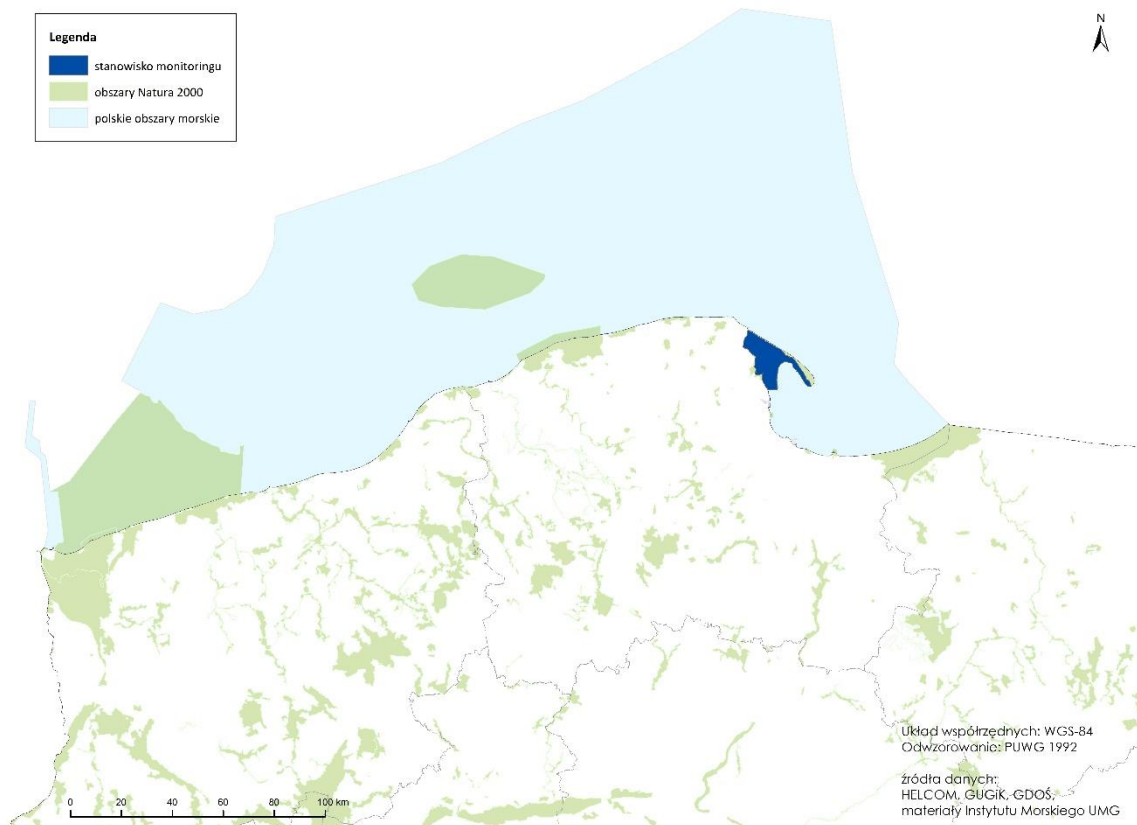 Legenda
stanowisko monitoringu
obszary Natura 2000
polskie obszary morskie
N
Układ współrzędnych: WGS-84
Odwzorowanie: PUWG 1992
źródła danych:
HELCOM, GUGiK, GDOŚ,
materiały Instytutu Morskiego UMG
0 20 40 60 80 100 km